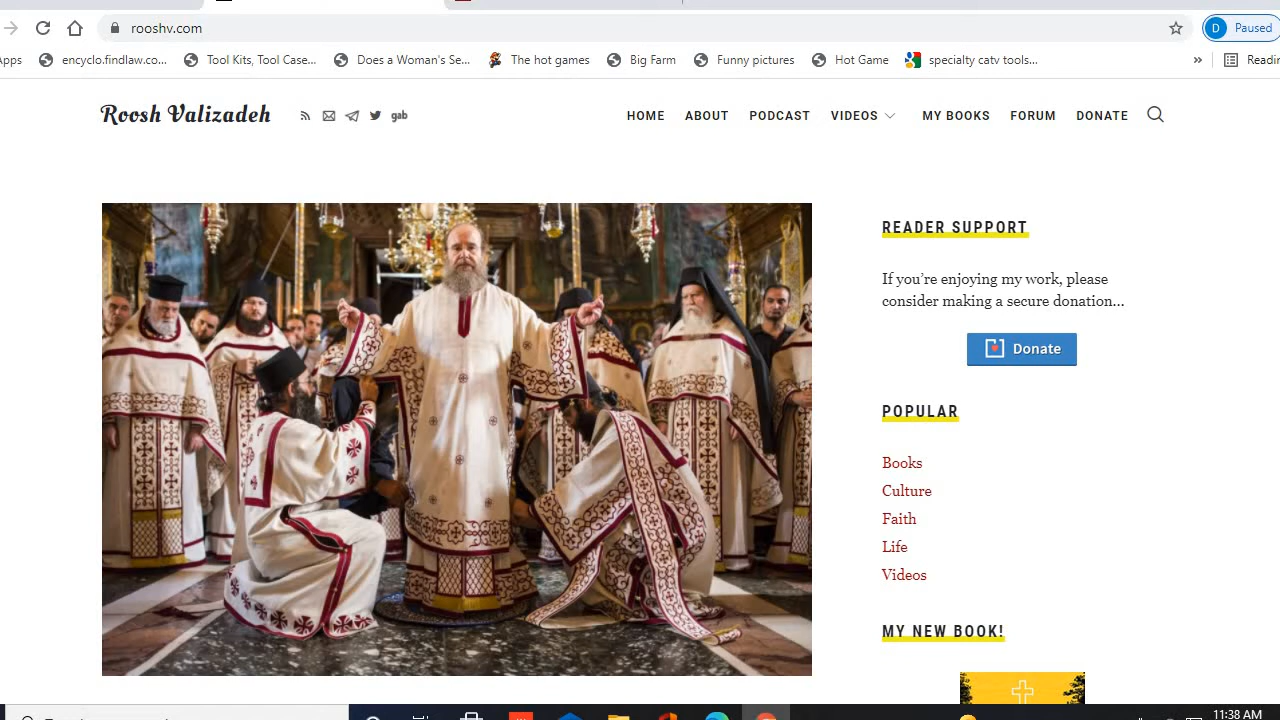 rooshv.com
Paused
Apps
encyclo.findlaw.co...
Tool Kits, Tool Case...
Does a Woman's Se...
The hot games
Big Farm
Funny pictures
Hot Game
specialty catv tools...
»
Roosh Valizadeh
gab
HOME
ABOUT
PODCAST
VIDEOS
MY BOOKS
FORUM
DONATE
READER SUPPORT
If you’re enjoying my work, please
consider making a secure donation...
Donate
POPULAR
Books
Culture
Faith
Life
Videos
MY NEW BOOK!
11:38 AM